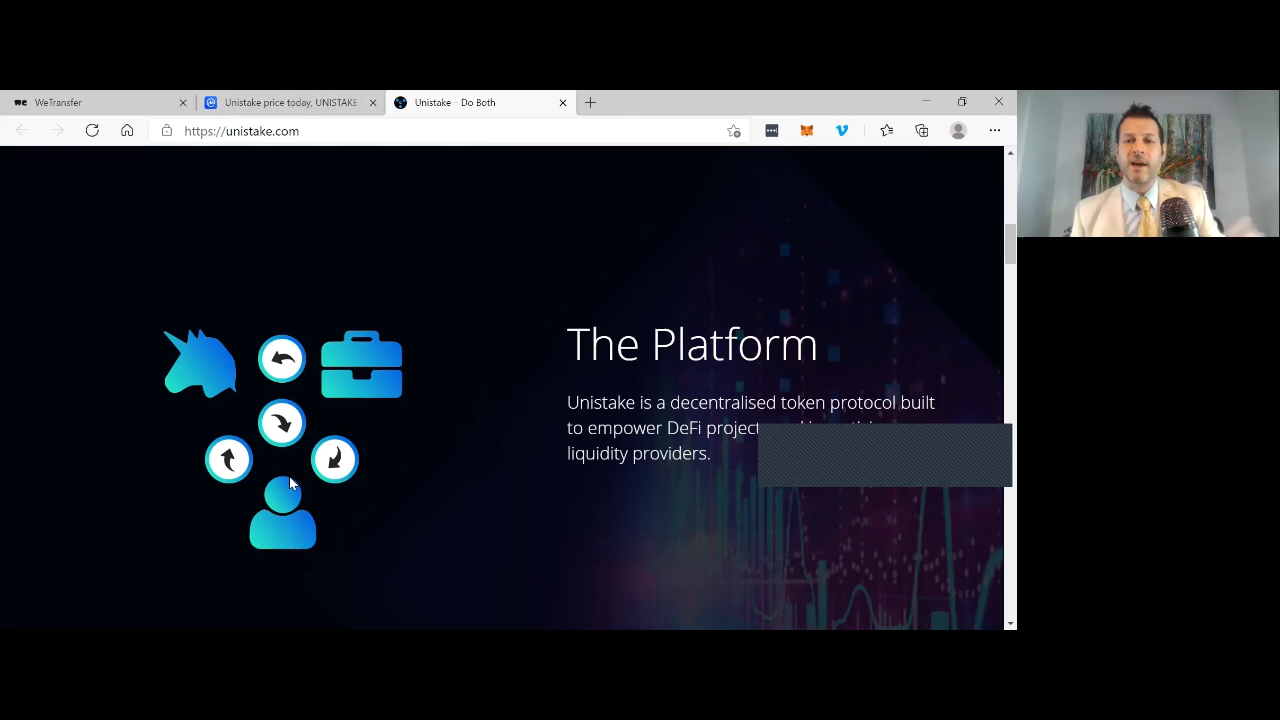 WeTransfer
Unistake price today, UNISTAKE
Unistake – Do Both
https://unistake.com
The Platform
Unistake is a decentralised token protocol built
to empower DeFi project
liquidity providers.